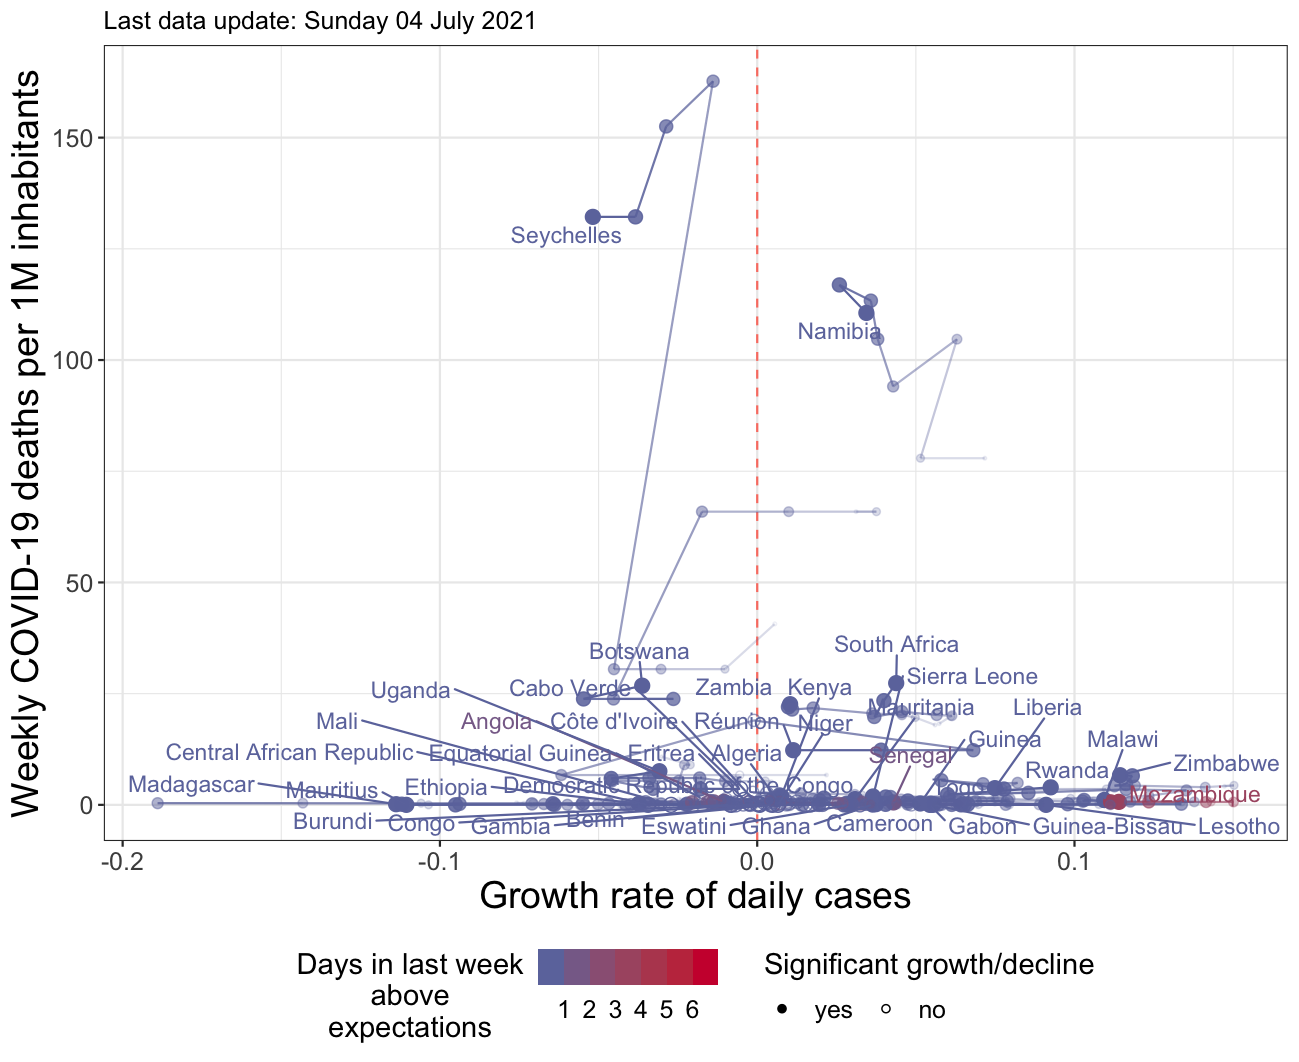 Last data update: Sunday 04 July 2021
Weekly COVID-19 deaths per 1M inhabitants
150
100
50
0
Seychelles
Namibia
Botswana
South Africa
Uganda
Cabo Verde
Zambia
Kenya
Sierra Leone
Mali
Angola
Côte d'Ivoire
Réunion
Niger
Mauritania
Liberia
Central African Republic
Equatorial Guinea
Eritrea
Algeria
Senegal
Guinea
Malawi
Madagascar
Mauritius
Ethiopia
Democratic Republic of the Congo
Togo
Rwanda
Zimbabwe
Mozambique
Burundi
Congo
Gambia
Benin
Eswatini
Ghana
Cameroon
Gabon
Guinea-Bissau
Lesotho
-0.2
-0.1
0.0
0.1
Growth rate of daily cases
Days in last week
above
expectations
1 2 3 4 5 6
Significant growth/decline
yes
no